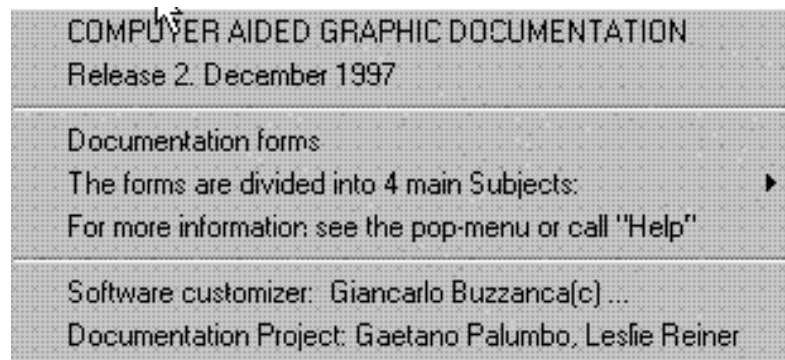 COMPUYER AIDED GRAPHIC DOCUMENTATION
Release 2. December 1997
Documentation forms
The forms are divided into 4 main Subjects:
For more information see the pop-menu or call "Help"
Software customizer: Giancarlo Buzzanca(c) ...
Documentation Project: Gaetano Palumbo, Leslie Reiner